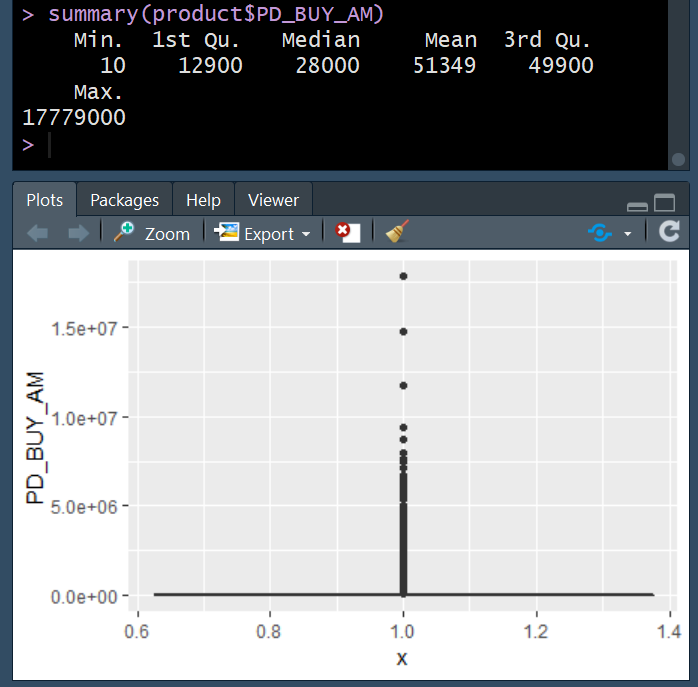 > summary(product$PD_BUY_AM)
Min. 1st Qu. Median Mean 3rd Qu.
10 12900 28000 51349 49900
Max.
17779000
>
Plots Packages Help Viewer
Zoom Export
1.5e+07
1.0e+07
5.0e+06
0.0e+00
PD_BUY_AM
0.6 0.8 1.0 1.2 1.4
x